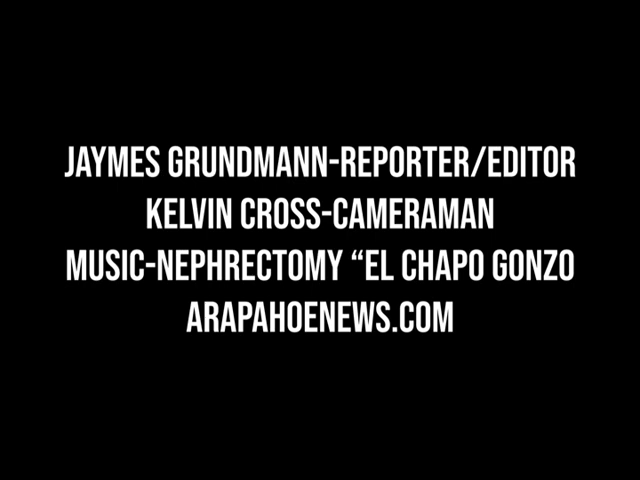 JAYMES GRUNDMANN-REPORTER/EDITOR
KELVIN CROSS-CAMERAMAN
MUSIC-NEPHRECTOMY “EL CHAPO GONZO
ARAPAHOENEWS.COM